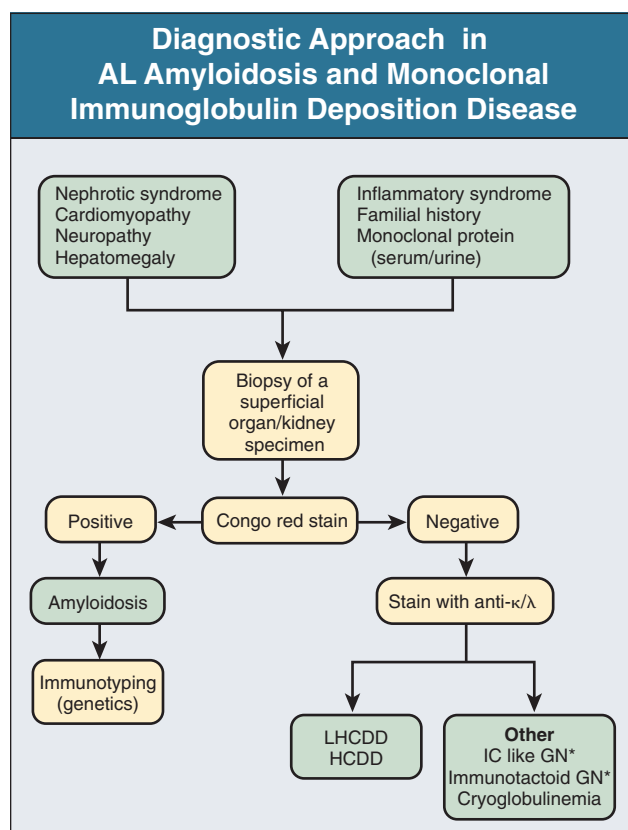 Diagnostic Approach in
AL Amyloidosis and Monoclonal
Immunoglobulin Deposition Disease
Nephrotic syndrome
Cardiomyopathy
Neuropathy
Hepatomegaly
Inflammatory syndrome
Familial history
Monoclonal protein
(serum/urine)
Biopsy of a
superficial
organ/kidney
specimen
Positive
Congo red stain
Negative
Amyloidosis
Stain with anti-κ/λ
Immunotyping
(genetics)
LHCDD
HCDD
Other
IC like GN*
Immunotactoid GN*
Cryoglobulinemia